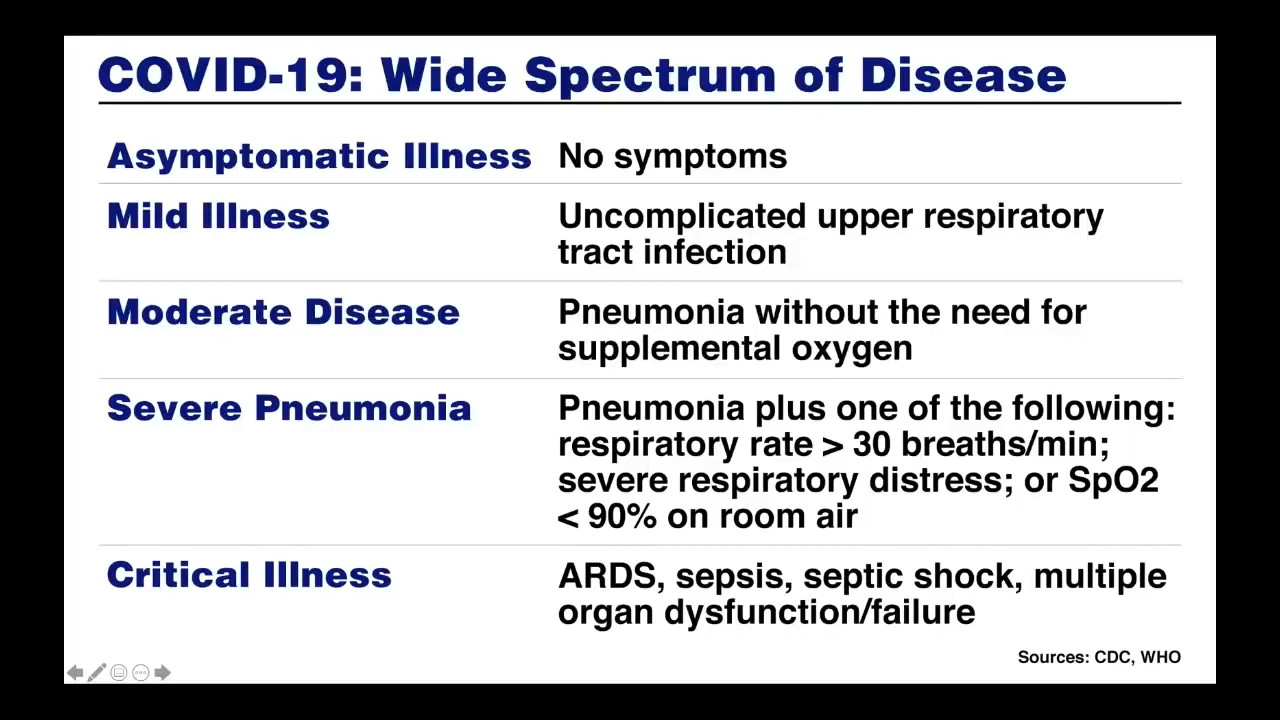 COVID-19: Wide Spectrum of Disease
Asymptomatic Illness No symptoms
Mild Illness Uncomplicated upper respiratory
tract infection
Moderate Disease Pneumonia without the need for
supplemental oxygen
Severe Pneumonia Pneumonia plus one of the following:
respiratory rate > 30 breaths/min;
severe respiratory distress; or SpO2
< 90% on room air
Critical Illness ARDS, sepsis, septic shock, multiple
organ dysfunction/failure
Sources: CDC, WHO